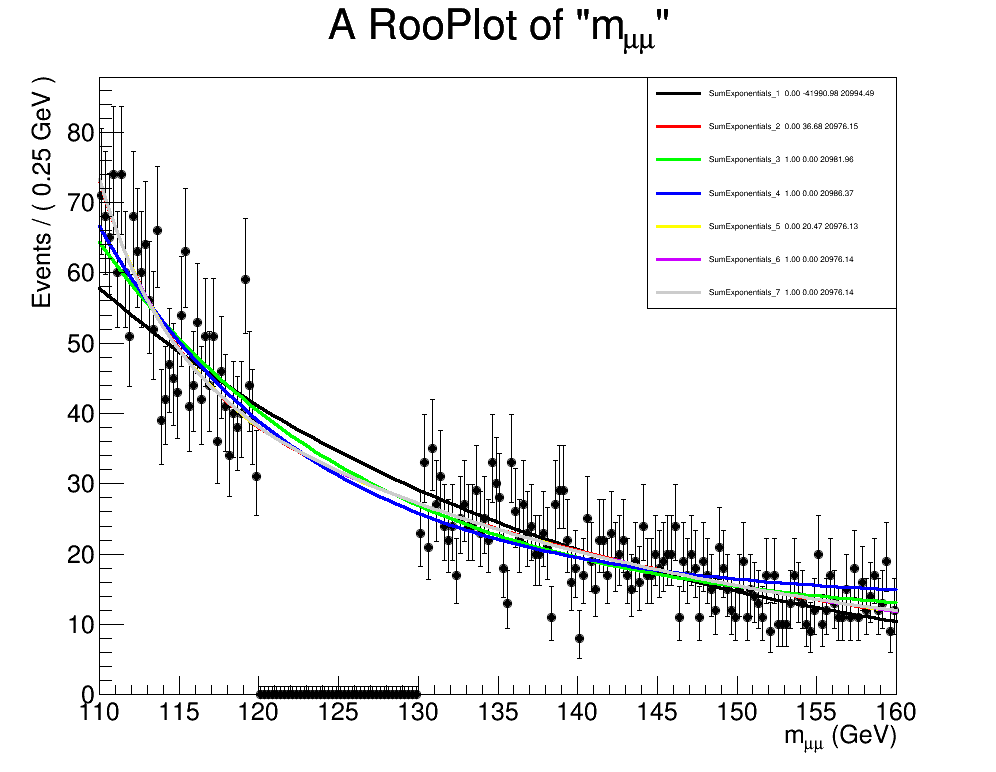 A RooPlot of "mμμ"
Events / ( 0.25 GeV )
80
70
60
50
40
30
20
10
0
SumExponentials_1 0.00 -41990.98 20994.49
SumExponentials_2 0.00 36.68 20976.15
SumExponentials_3 1.00 0.00 20981.96
SumExponentials_4 1.00 0.00 20986.37
SumExponentials_5 0.00 20.47 20976.13
SumExponentials_6 1.00 0.00 20976.14
SumExponentials_7 1.00 0.00 20976.14
110 115 120 125 130 135 140 145 150 155 160
mμμ (GeV)